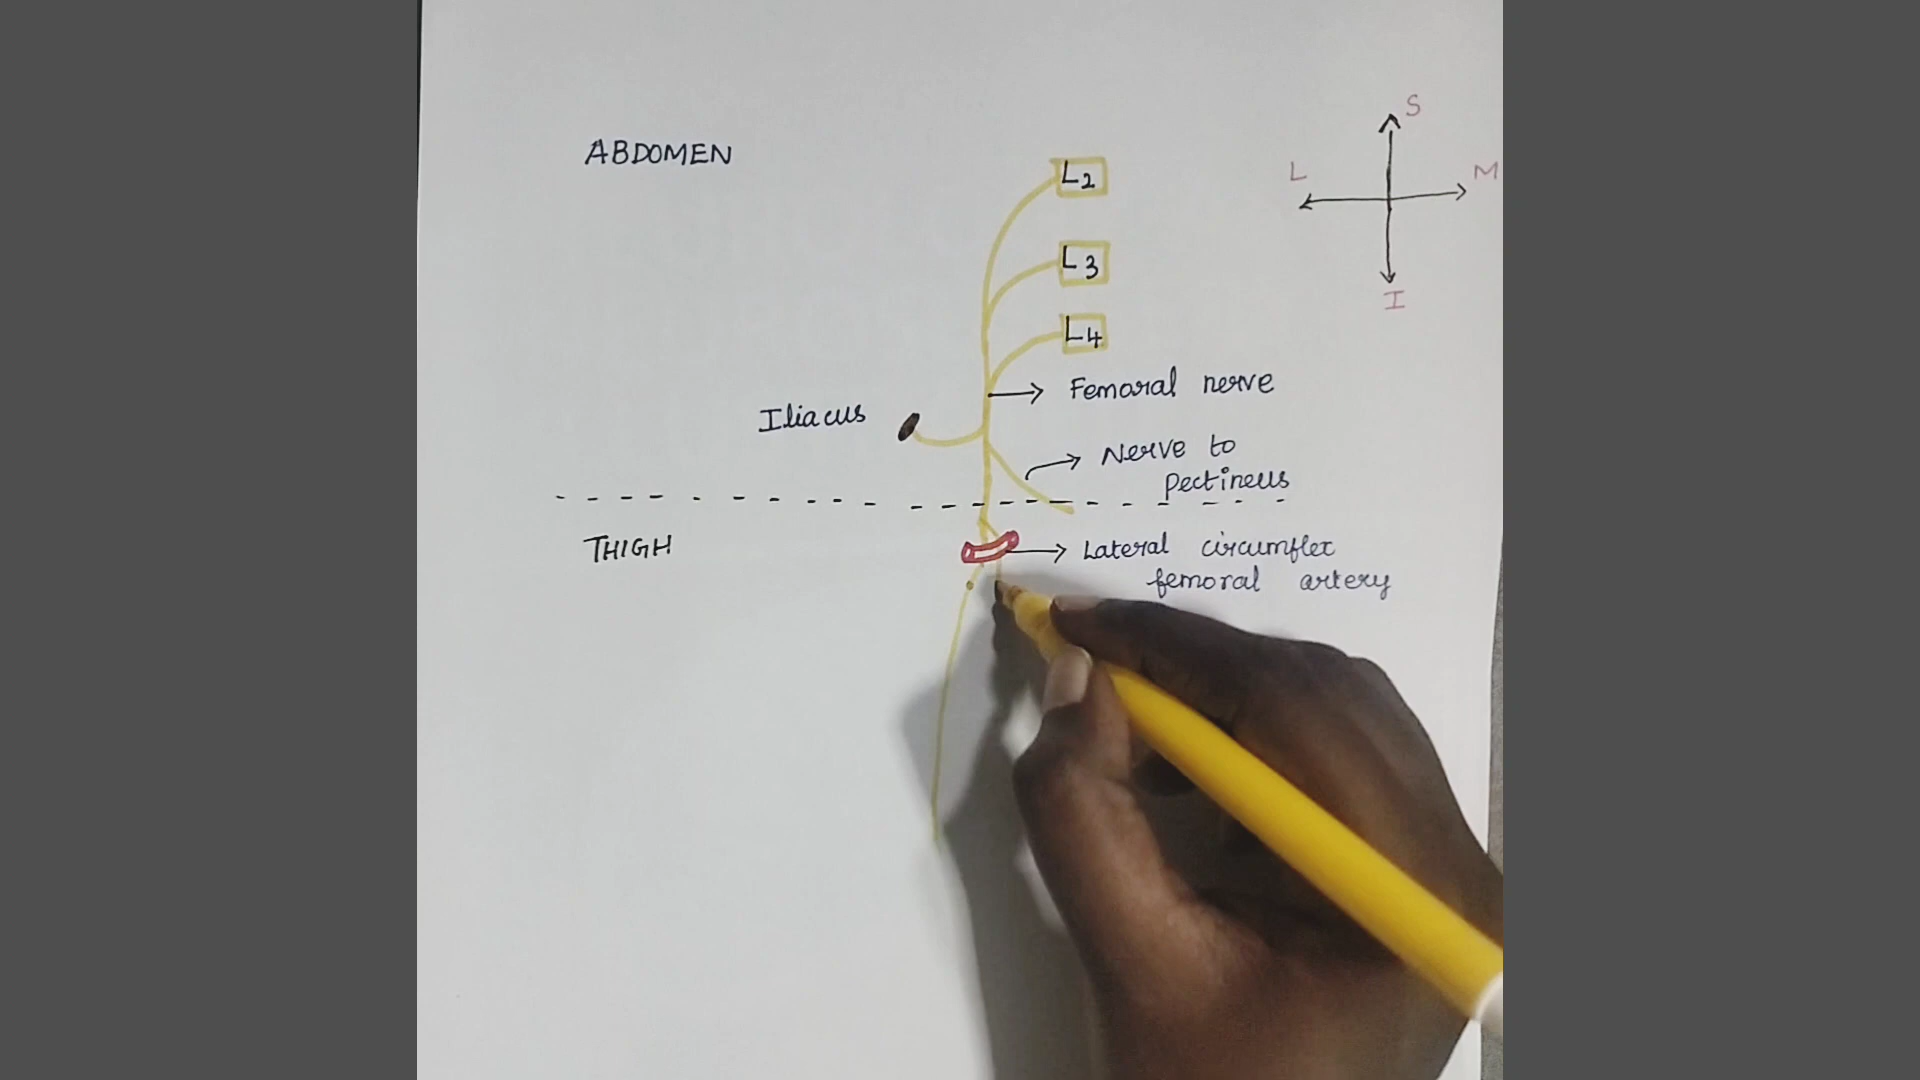 S
ABDOMEN
L2
L M
L3
I
L4
Femoral nerve
Iliacus
Nerve to
Pectineus
THIGH
Lateral circumflex
femoral artery